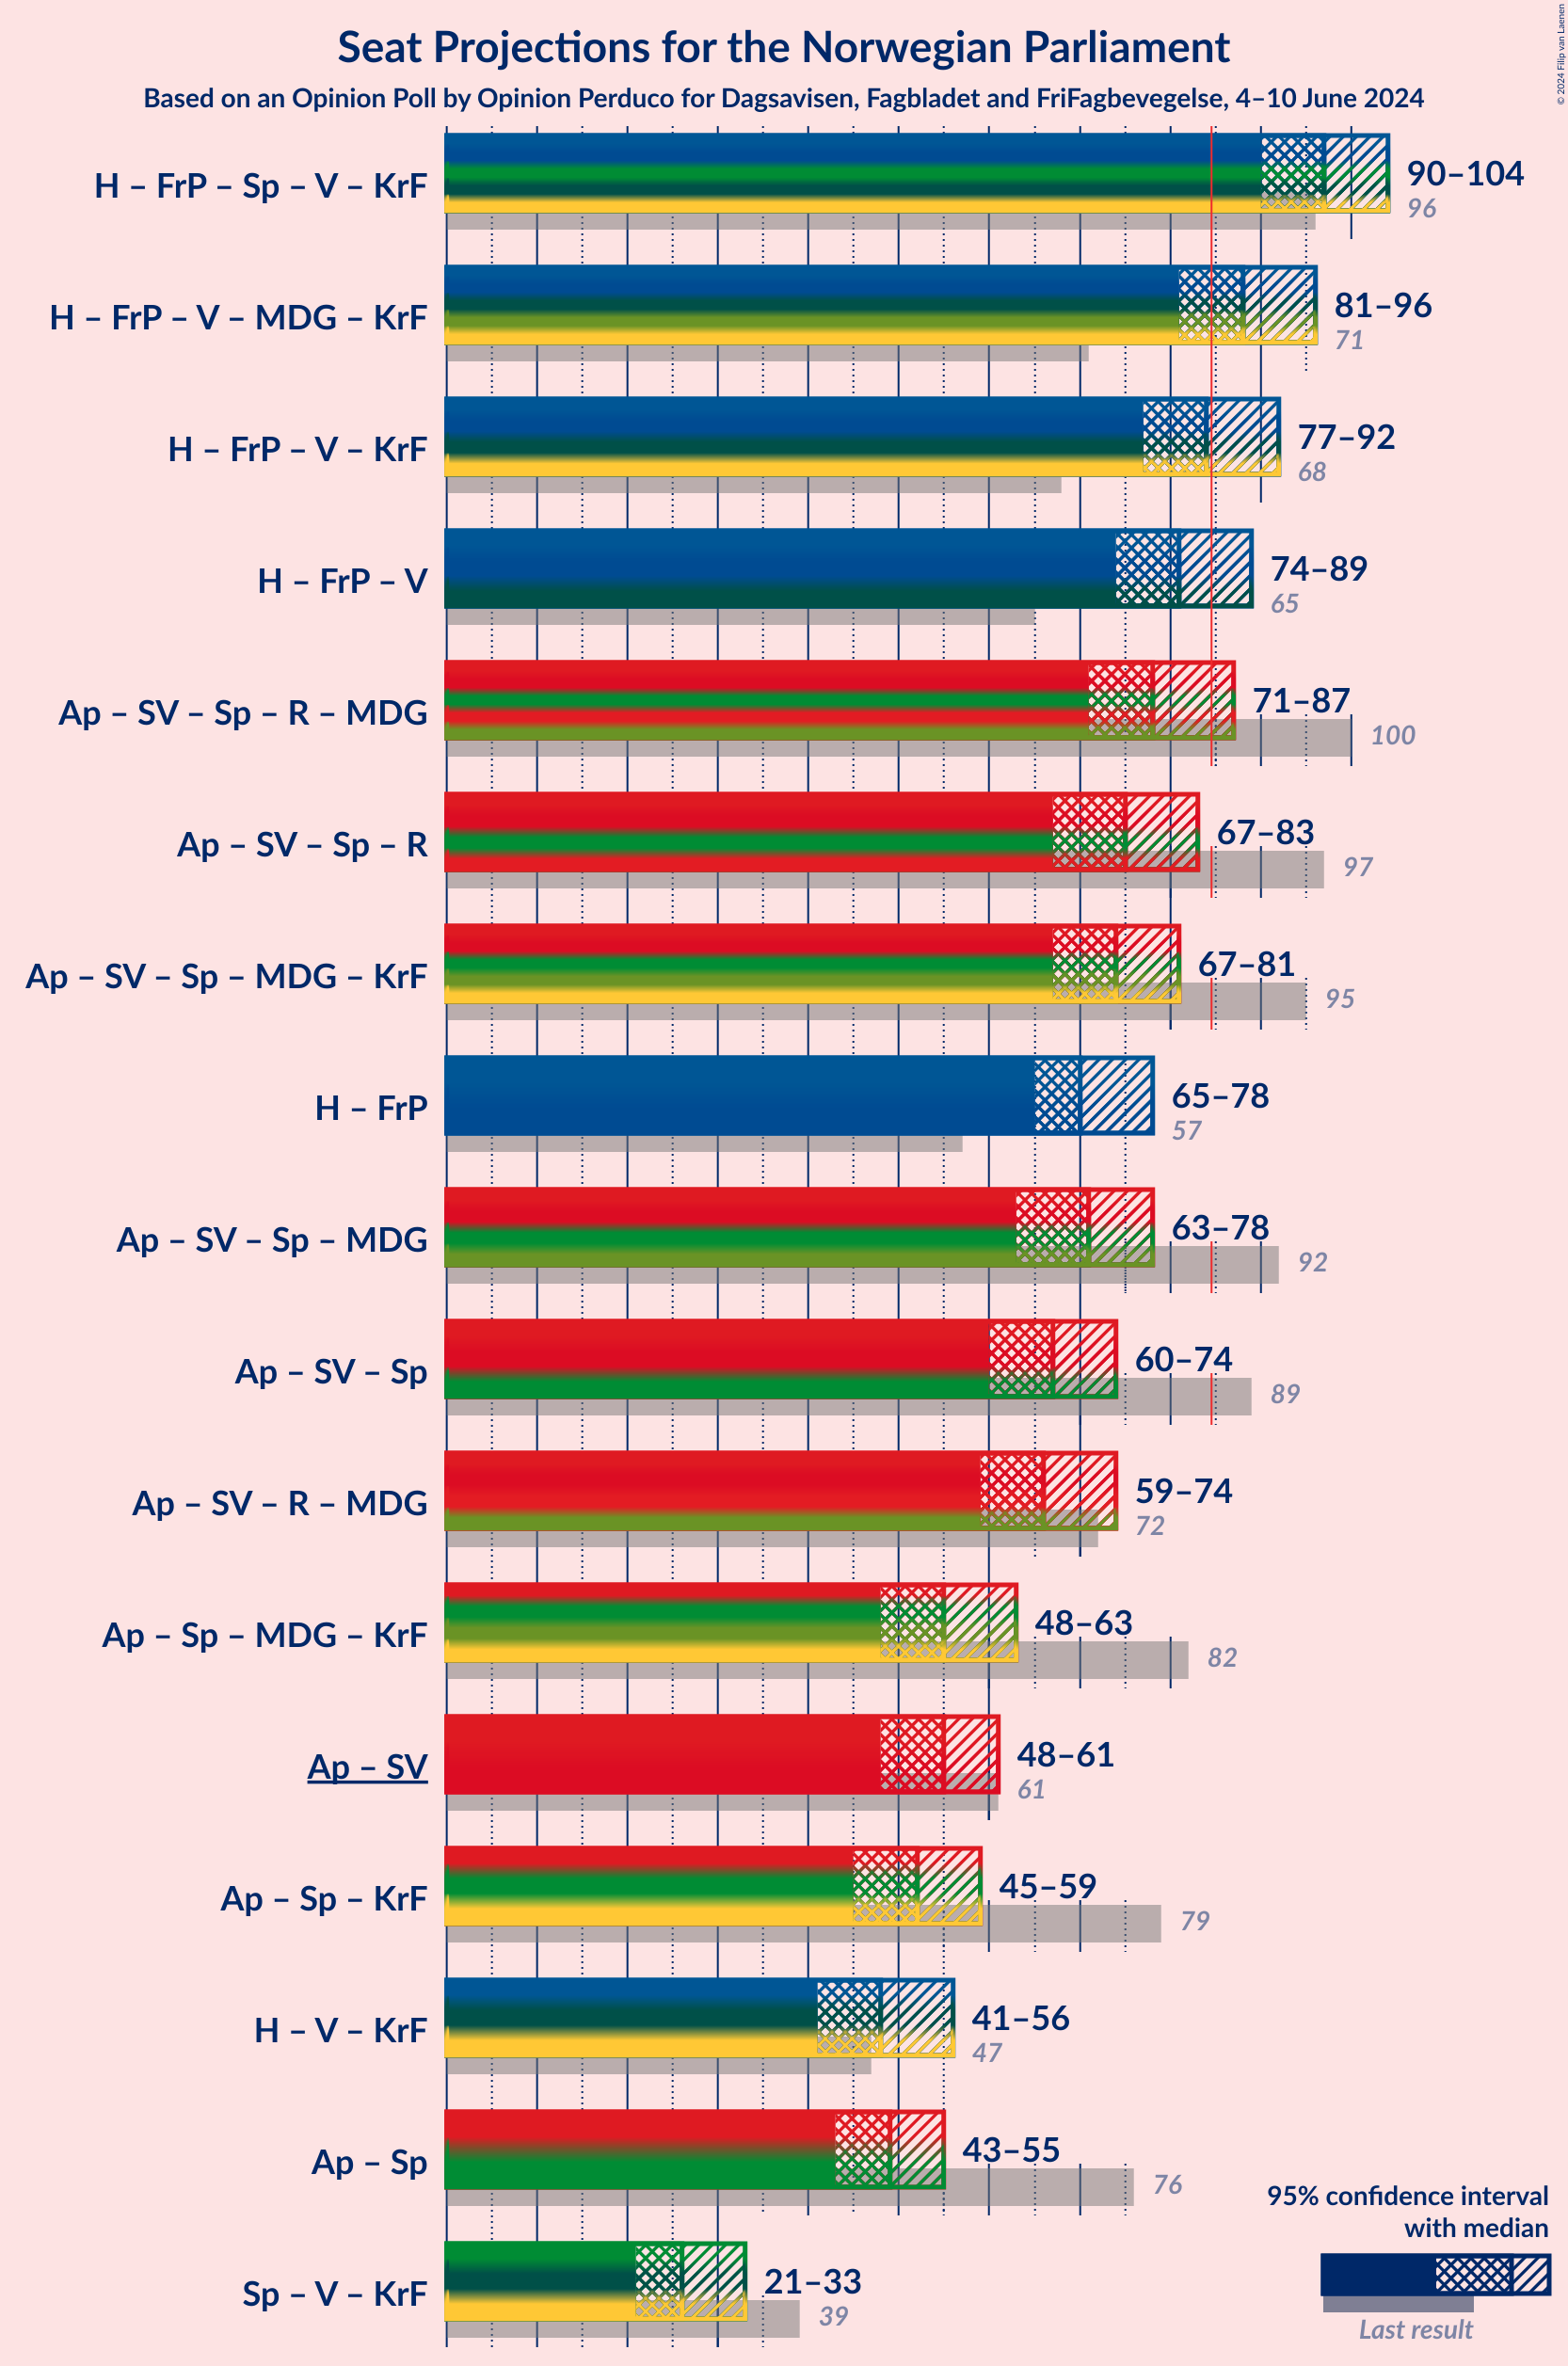 Seat Projections for the Norwegian Parliament
Based on an Opinion Poll by Opinion Perduco for Dagsavisen, Fagbladet and FriFagbevegelse, 4–10 June 2024
© 2024 Filip van Laenen
H – FrP – Sp – V – KrF
90–104
96
H – FrP – V – MDG – KrF
81–96
71
H – FrP – V – KrF
77–92
68
H – FrP – V
74–89
65
Ap – SV – Sp – R – MDG
71–87
100
Ap – SV – Sp – R
67–83
97
Ap – SV – Sp – MDG – KrF
67–81
95
H – FrP
65–78
57
Ap – SV – Sp – MDG
63–78
92
Ap – SV – Sp
60–74
89
Ap – SV – R – MDG
59–74
72
Ap – Sp – MDG – KrF
48–63
82
Ap – SV
48–61
61
Ap – Sp – KrF
45–59
79
H – V – KrF
41–56
47
Ap – Sp
43–55
76
Sp – V – KrF
21–33
39
95% confidence interval
with median
Last result